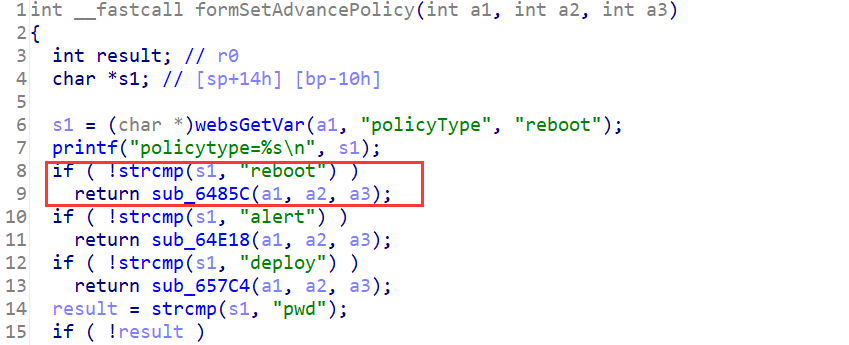 1 int __fastcall formSetAdvancePolicy(int a1, int a2, int a3)
2 {
3   int result; // r0
4   char *s1; // [sp+14h] [bp-10h]
5
6   s1 = (char *)websGetVar(a1, "policyType", "reboot");
7   printf("policytype=%s\n", s1);
8   if ( !strcmp(s1, "reboot") )
9     return sub_6485C(a1, a2, a3);
10   if ( !strcmp(s1, "alert") )
11     return sub_64E18(a1, a2, a3);
12   if ( !strcmp(s1, "deploy") )
13     return sub_657C4(a1, a2, a3);
14   result = strcmp(s1, "pwd");
15   if ( !result )